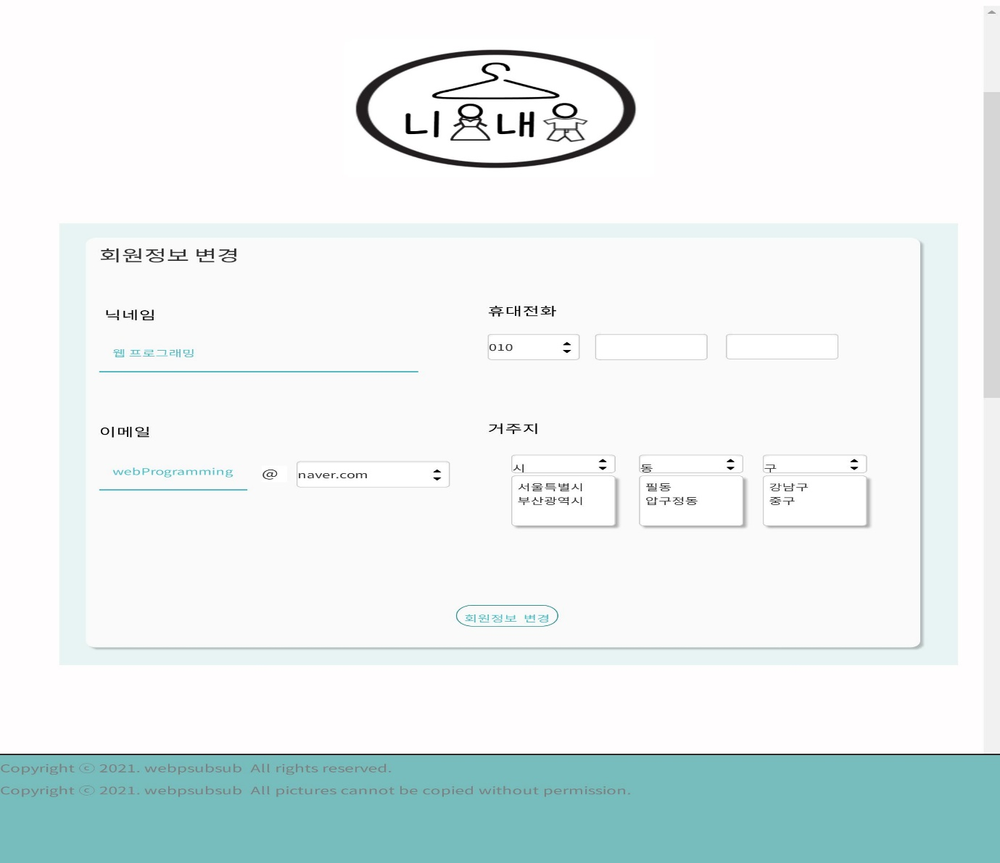 니 내
회원정보 변경
닉네임
웹 프로그래밍
휴대전화
010
이메일
webProgramming @ naver.com
거주지
시 동 구
서울특별시 필동 강남구
부산광역시 압구정동 중구
회원정보 변경
Copyright ⓒ 2021. webpsubsub All rights reserved.
Copyright ⓒ 2021. webpsubsub All pictures cannot be copied without permission.